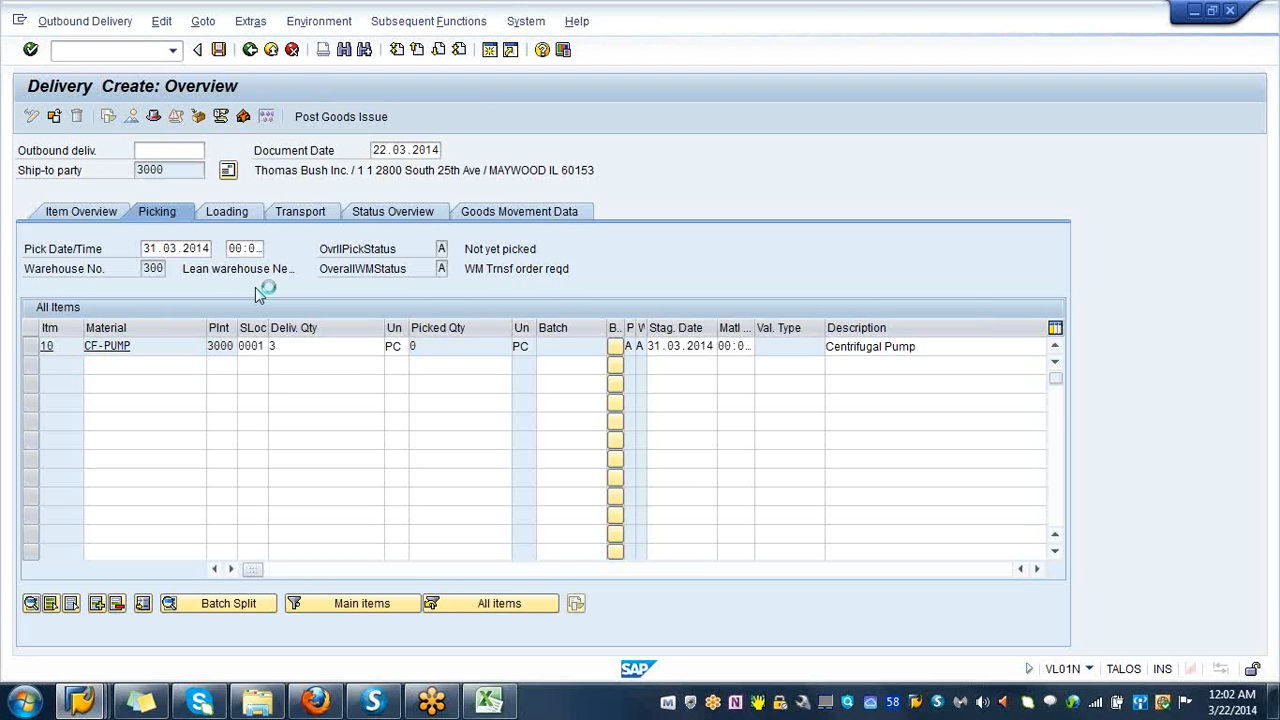 Outbound Delivery Edit Goto Extras Environment Subsequent Functions System Help
Delivery Create: Overview
Post Goods Issue
Outbound deliv. Document Date 22.03.2014
Ship-to party 3000 Thomas Bush Inc. / 1 1 2800 South 25th Ave / MAYWOOD IL 60153
Item Overview Picking Loading Transport Status Overview Goods Movement Data
Pick Date/Time 31.03.2014 00:0… OvrllPickStatus A Not yet picked
Warehouse No. 300 Lean warehouse Ne… OverallWMStatus A WM Trnsf order reqd
All Items
Itm Material Plnt SLoc Deliv. Qty Un Picked Qty Un Batch B.. P W Stag. Date Matl … Val. Type Description
10 CF-PUMP 3000 0001 3 PC 0 PC A A 31.03.2014 00:0… Centrifugal Pump
Batch Split Main items All items
SAP VL01N TALOS INS
58 12:02 AM
3/22/2014